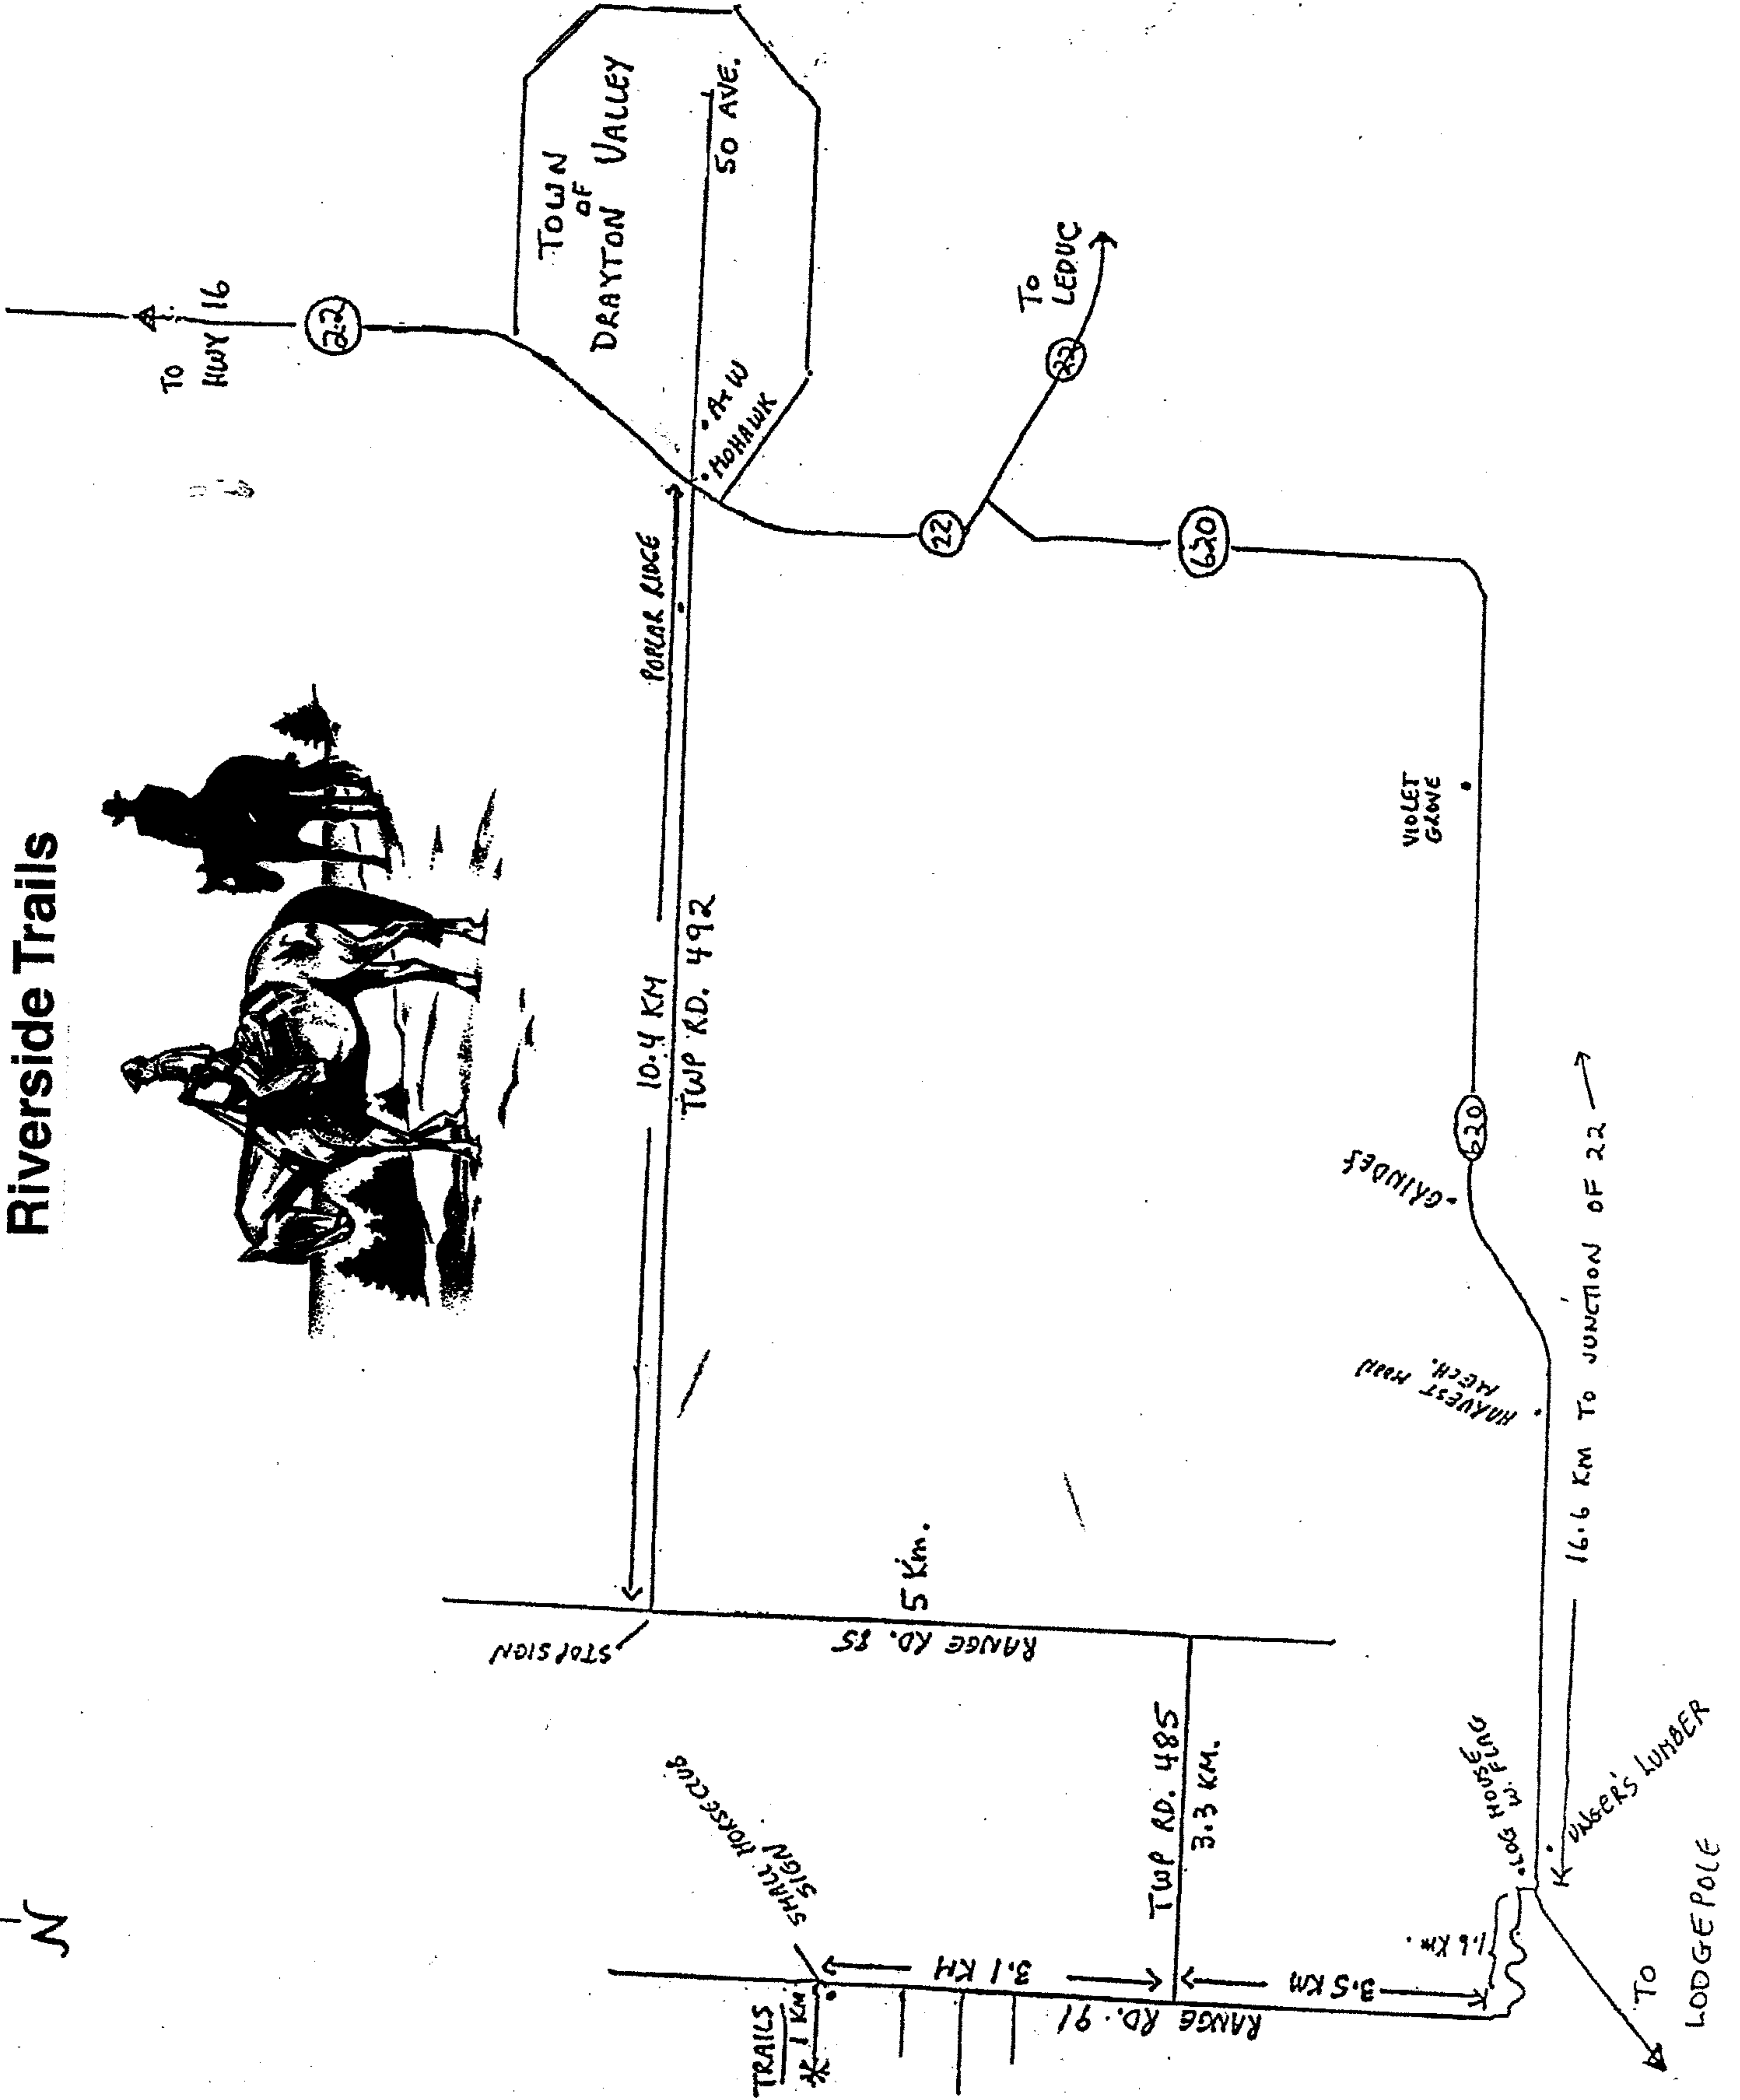 Riverside Trails
N
TO
HWY 16
22
TOWN
OF
DRAYTON VALLEY
50 AVE.
• A+W
• MOHAWK
POPLAR RIDGE
10.4 KM
TWP RD. 492
22
TO
LEDUC
22
620
VIOLET
GROVE
620
GRINDES
HARVEST MOON
MECH.
16.6 KM TO JUNCTION OF 22
STOP SIGN
RANGE RD. 85
5 Km.
TWP RD. 485
3.3 KM.
SMALL HORSE CLUB
SIGN
TRAILS
1 KM
3.1 KM
RANGE RD. 91
3.5 KM
1.6 KM.
• LOG HOUSE
W. FLAG
UNGER'S LUMBER
TO
LODGEPOLE